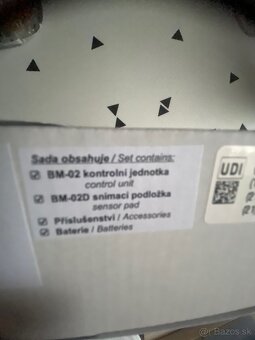 Sada obsahuje / Set contains:
☑ BM-02 kontrolní jednotka
control unit
☑ BM-02D snímací podložka
sensor pad
☑ Příslušenství / Accessories
☑ Baterie / Batteries
UDI
© Bazos.sk